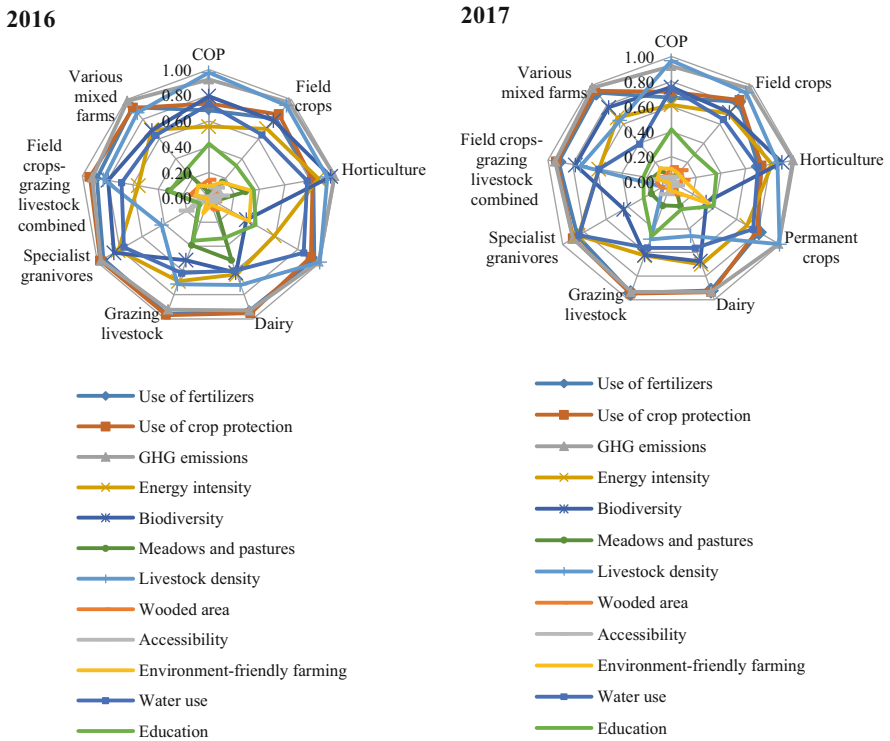 2016
COP
1.00
0.80
0.60
0.40
0.20
0.00
Field
crops
Horticulture
Dairy
Grazing
livestock
Specialist
granivores
Field
crops-
grazing
livestock
combined
Various
mixed
farms
Use of fertilizers
Use of crop protection
GHG emissions
Energy intensity
Biodiversity
Meadows and pastures
Livestock density
Wooded area
Accessibility
Environment-friendly farming
Water use
Education
2017
COP
1.00
0.80
0.60
0.40
0.20
0.00
Field crops
Horticulture
Permanent
crops
Dairy
Grazing
livestock
Specialist
granivores
Field crops-
grazing
livestock
combined
Various
mixed farms
Use of fertilizers
Use of crop protection
GHG emissions
Energy intensity
Biodiversity
Meadows and pastures
Livestock density
Wooded area
Accessibility
Environment-friendly farming
Water use
Education